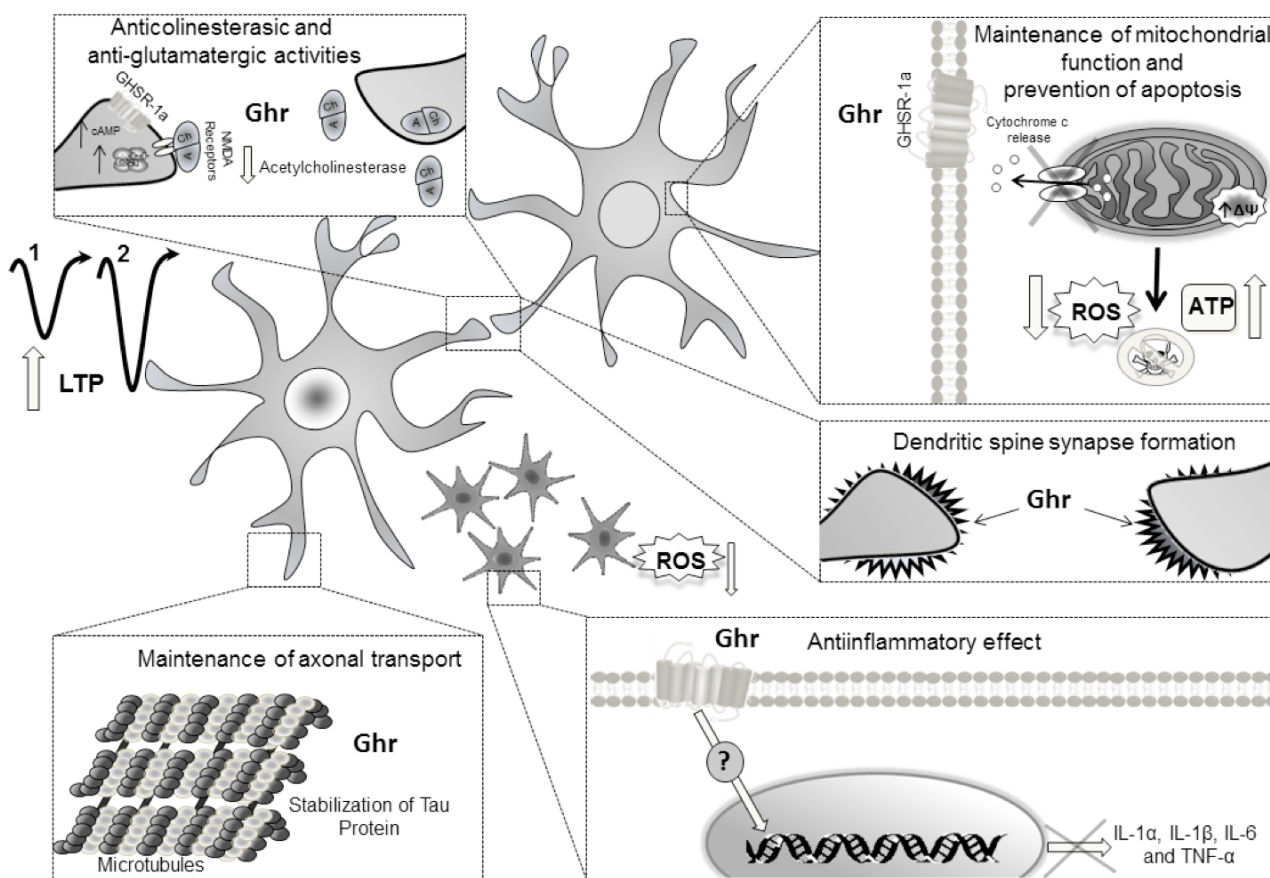 Anticolinesterasic and
anti-glutamatergic activities
GHSR-1a
Ghr
cAMP
Ch
A
NMDA
Receptors
Acetylcholinesterase
Ch
A
A
Ch
Ch
A
Maintenance of mitochondrial
function and
prevention of apoptosis
Ghr
GHSR-1a
Cytochrome c
release
↑ΔΨ
ROS
ATP
1
2
LTP
Dendritic spine synapse formation
Ghr
ROS
Maintenance of axonal transport
Ghr
Stabilization of Tau
Protein
Microtubules
Ghr
Antiinflammatory effect
?
IL-1α, IL-1β, IL-6
and TNF-α